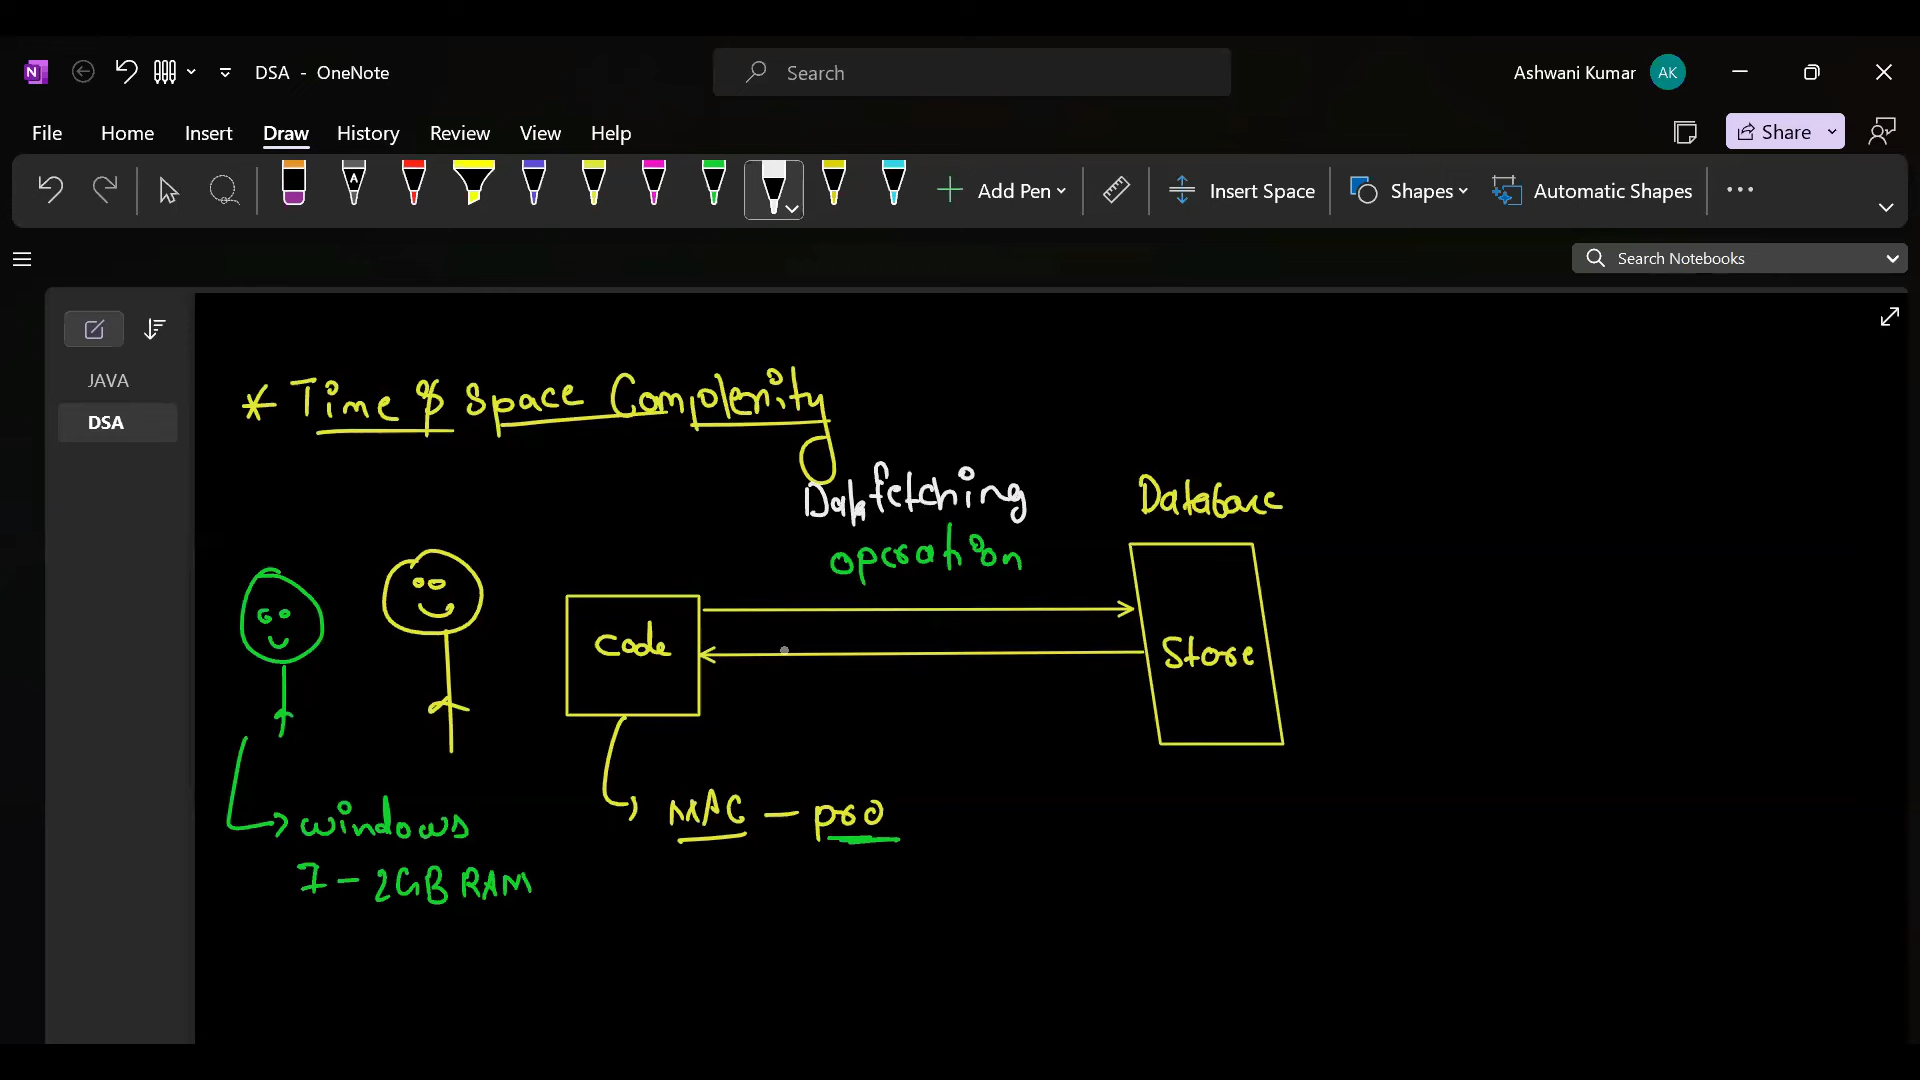 DSA - OneNote
Search
Ashwani Kumar
AK
File Home Insert Draw History Review View Help
Share
Add Pen
Insert Space
Shapes
Automatic Shapes
Search Notebooks
JAVA
DSA
* Time & Space Complexity
Data fetching
operation
Database
Code
Store
MAC - pro
windows
7 - 2GB RAM